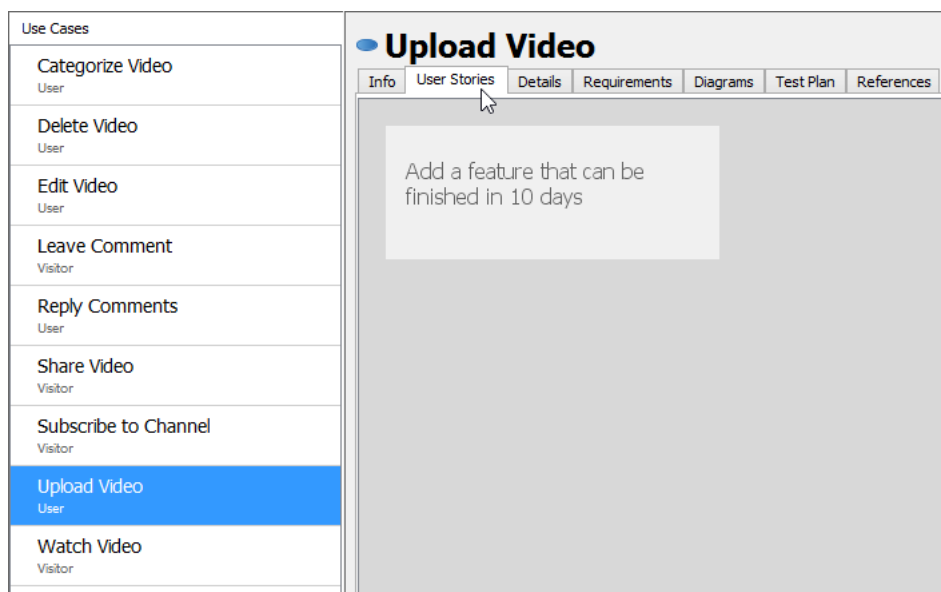 Use Cases
Categorize Video
User
Delete Video
User
Edit Video
User
Leave Comment
Visitor
Reply Comments
User
Share Video
Visitor
Subscribe to Channel
Visitor
Upload Video
User
Watch Video
Visitor
Upload Video
Info User Stories Details Requirements Diagrams Test Plan References
Add a feature that can be
finished in 10 days